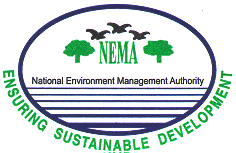 NEMA
National Environment Management Authority
ENSURING SUSTAINABLE DEVELOPMENT